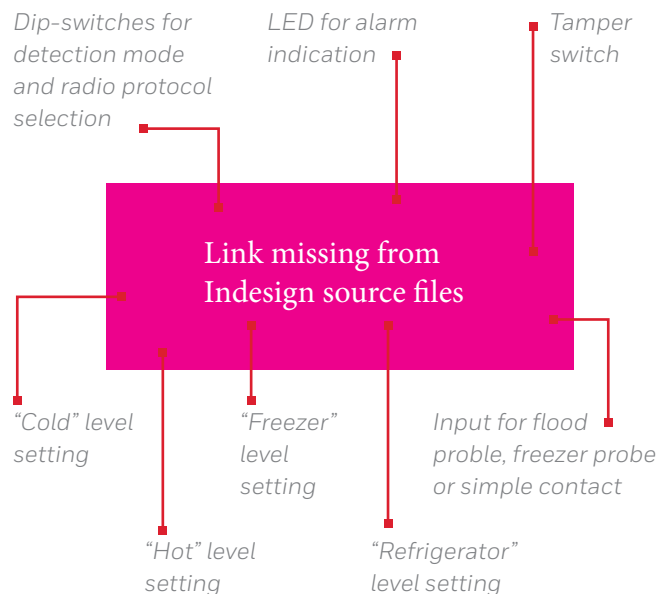 Dip-switches for
detection mode
and radio protocol
selection
LED for alarm
indication
Tamper
switch
Link missing from
Indesign source files
“Cold” level
setting
“Freezer”
level
setting
Input for flood
proble, freezer probe
or simple contact
“Hot” level
setting
“Refrigerator”
level setting